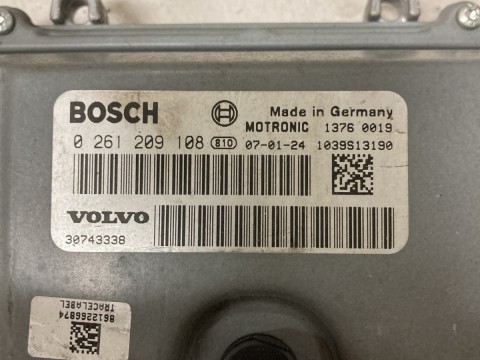 BOSCH
Made in Germany
MOTRONIC 1376 0019
0 261 209 108 810 07-01-24 1039S13190
VOLVO
30743338
8612266874
TRACELABEL